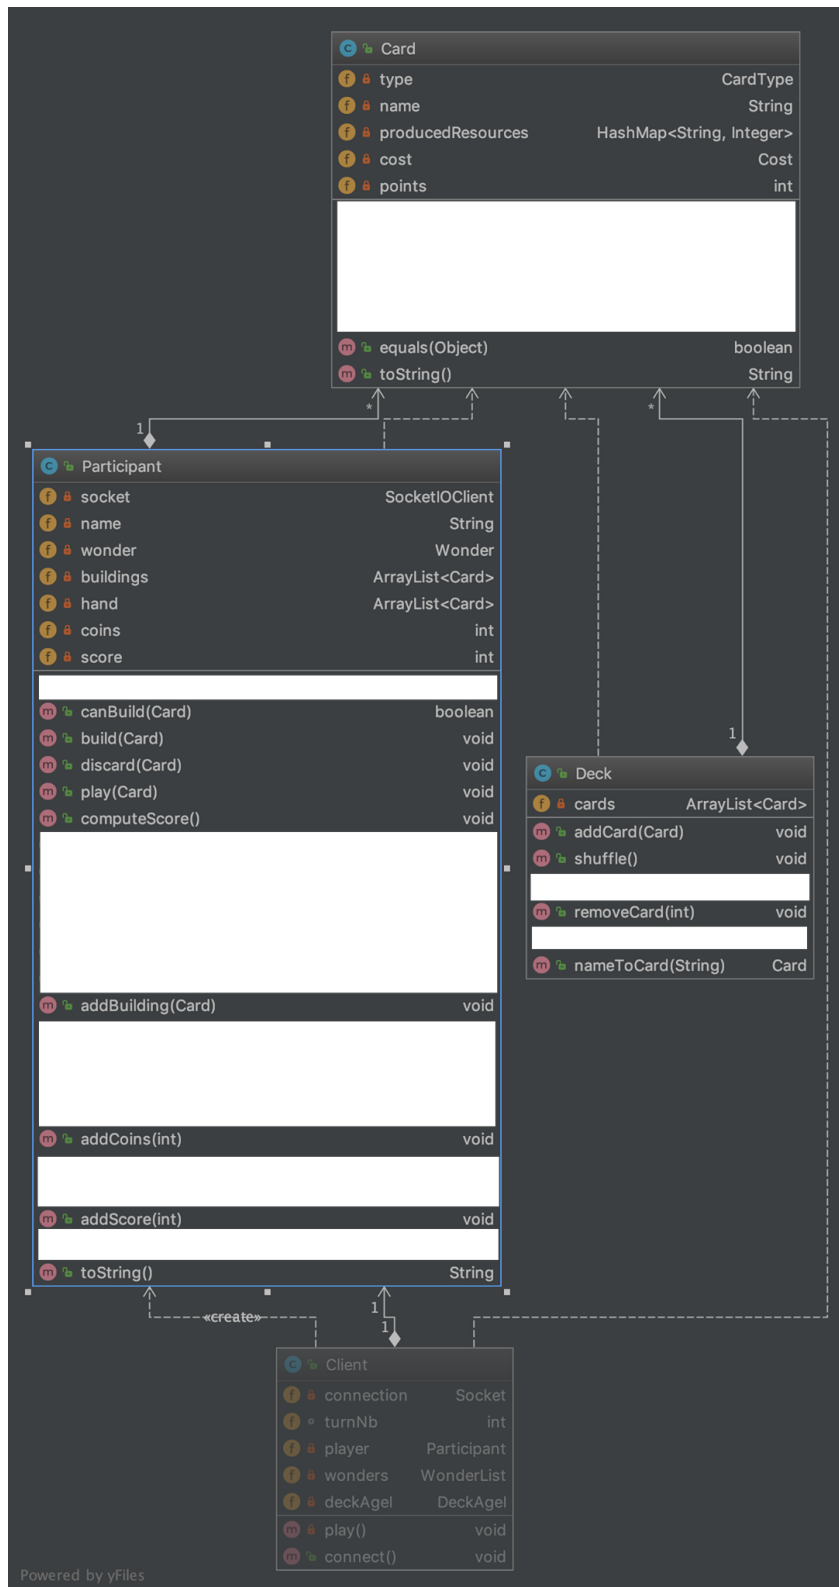 Card
type CardType
name String
producedResources HashMap<String, Integer>
cost Cost
points int
equals(Object) boolean
toString() String
*
*
1
Participant
socket SocketIOClient
name String
wonder Wonder
buildings ArrayList<Card>
hand ArrayList<Card>
coins int
score int
canBuild(Card) boolean
build(Card) void
discard(Card) void
play(Card) void
computeScore() void
addBuilding(Card) void
addCoins(int) void
addScore(int) void
toString() String
1
Deck
cards ArrayList<Card>
addCard(Card) void
shuffle() void
removeCard(int) void
nameToCard(String) Card
«create»
1
1
Client
connection Socket
turnNb int
player Participant
wonders WonderList
deckAgeI DeckAgeI
play() void
connect() void
Powered by yFiles